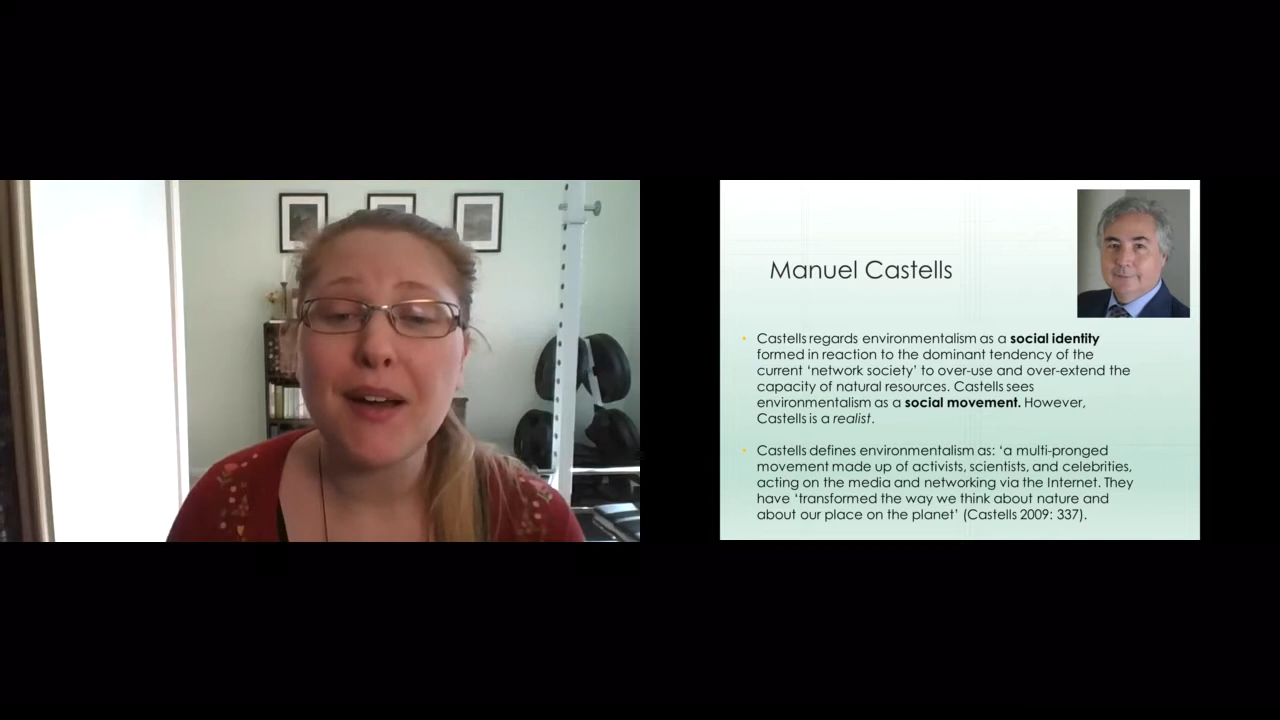 Manuel Castells
• Castells regards environmentalism as a social identity
formed in reaction to the dominant tendency of the
current ‘network society’ to over-use and over-extend the
capacity of natural resources. Castells sees
environmentalism as a social movement. However,
Castells is a realist.
• Castells defines environmentalism as: ‘a multi-pronged
movement made up of activists, scientists, and celebrities,
acting on the media and networking via the Internet. They
have ‘transformed the way we think about nature and
about our place on the planet’ (Castells 2009: 337).